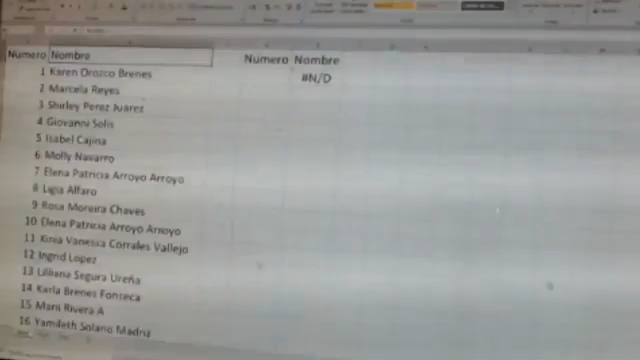 Numero Nombre Numero Nombre
1 Karen Orozco Brenes #N/D
2 Marcela Reyes
3 Shirley Perez Juarez
4 Giovanni Solis
5 Isabel Cajina
6 Molly Navarro
7 Elena Patricia Arroyo Arroyo
8 Ligia Alfaro
9 Rosa Moreira Chaves
10 Elena Patricia Arroyo Arroyo
11 Xinia Vanessa Corrales Vallejo
12 Ingrid Lopez
13 Lilliana Segura Ureña
14 Karla Brenes Fonseca
15 Marii Rivera A
16 Yamileth Solano Madriz